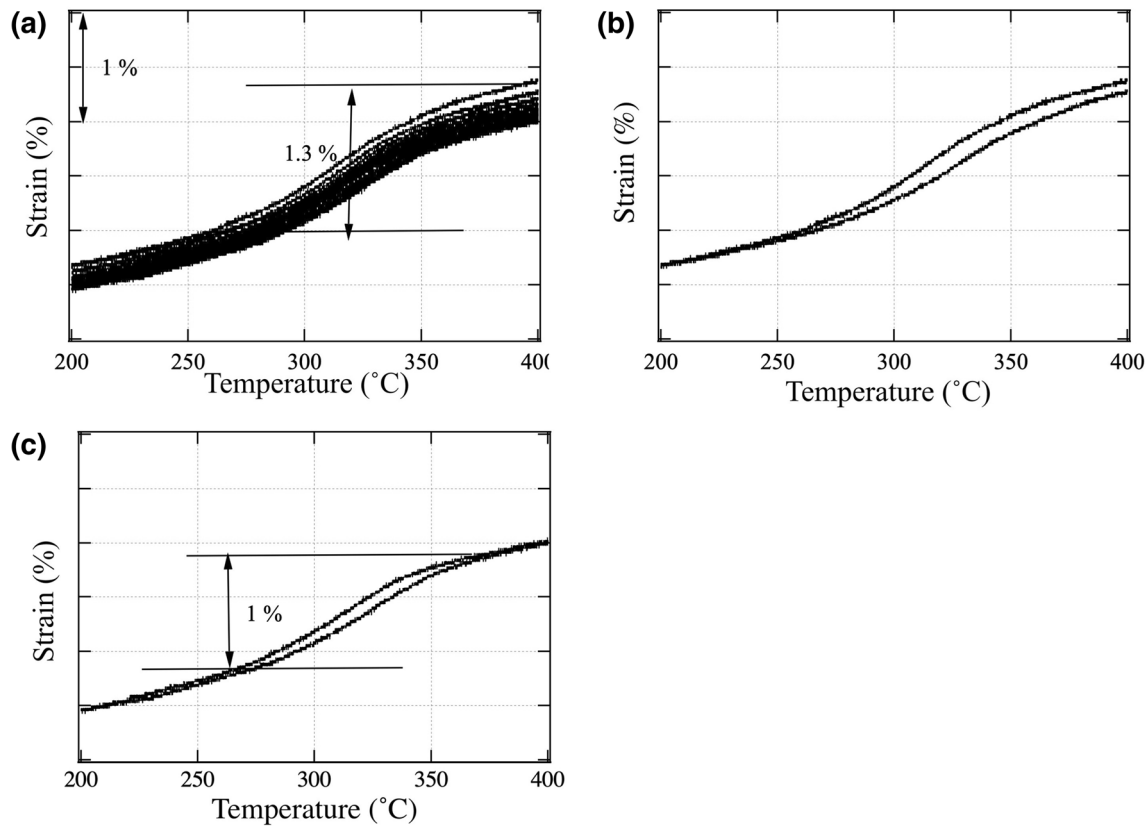 (a)
1 %
1.3 %
Strain (%)
200 250 300 350 400
Temperature (˚C)
(b)
Strain (%)
200 250 300 350 400
Temperature (˚C)
(c)
1 %
Strain (%)
200 250 300 350 400
Temperature (˚C)